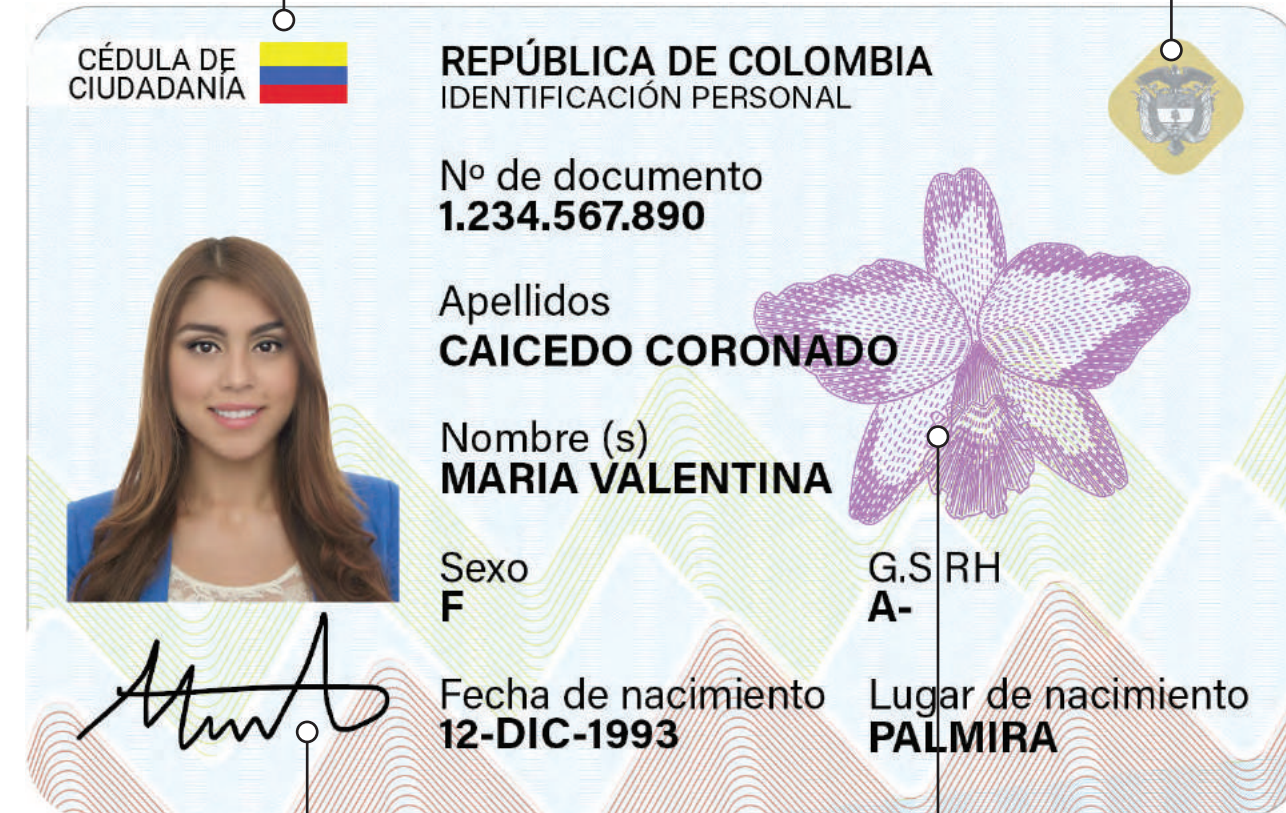 CÉDULA DE
CIUDADANÍA
REPÚBLICA DE COLOMBIA
IDENTIFICACIÓN PERSONAL
Nº de documento
1.234.567.890
Apellidos
CAICEDO CORONADO
Nombre (s)
MARIA VALENTINA
Sexo
F
G.S RH
A-
Fecha de nacimiento
12-DIC-1993
Lugar de nacimiento
PALMIRA